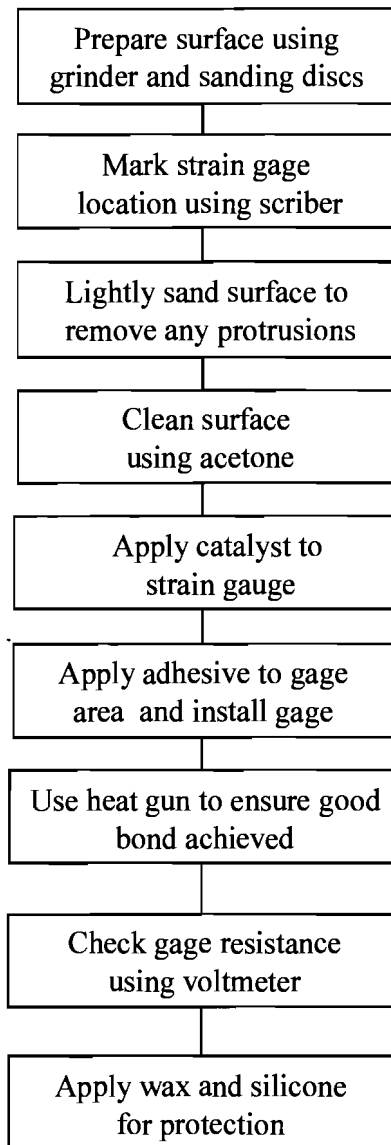 Prepare surface using
grinder and sanding discs
Mark strain gage
location using scriber
Lightly sand surface to
remove any protrusions
Clean surface
using acetone
Apply catalyst to
strain gauge
Apply adhesive to gage
area and install gage
Use heat gun to ensure good
bond achieved
Check gage resistance
using voltmeter
Apply wax and silicone
for protection